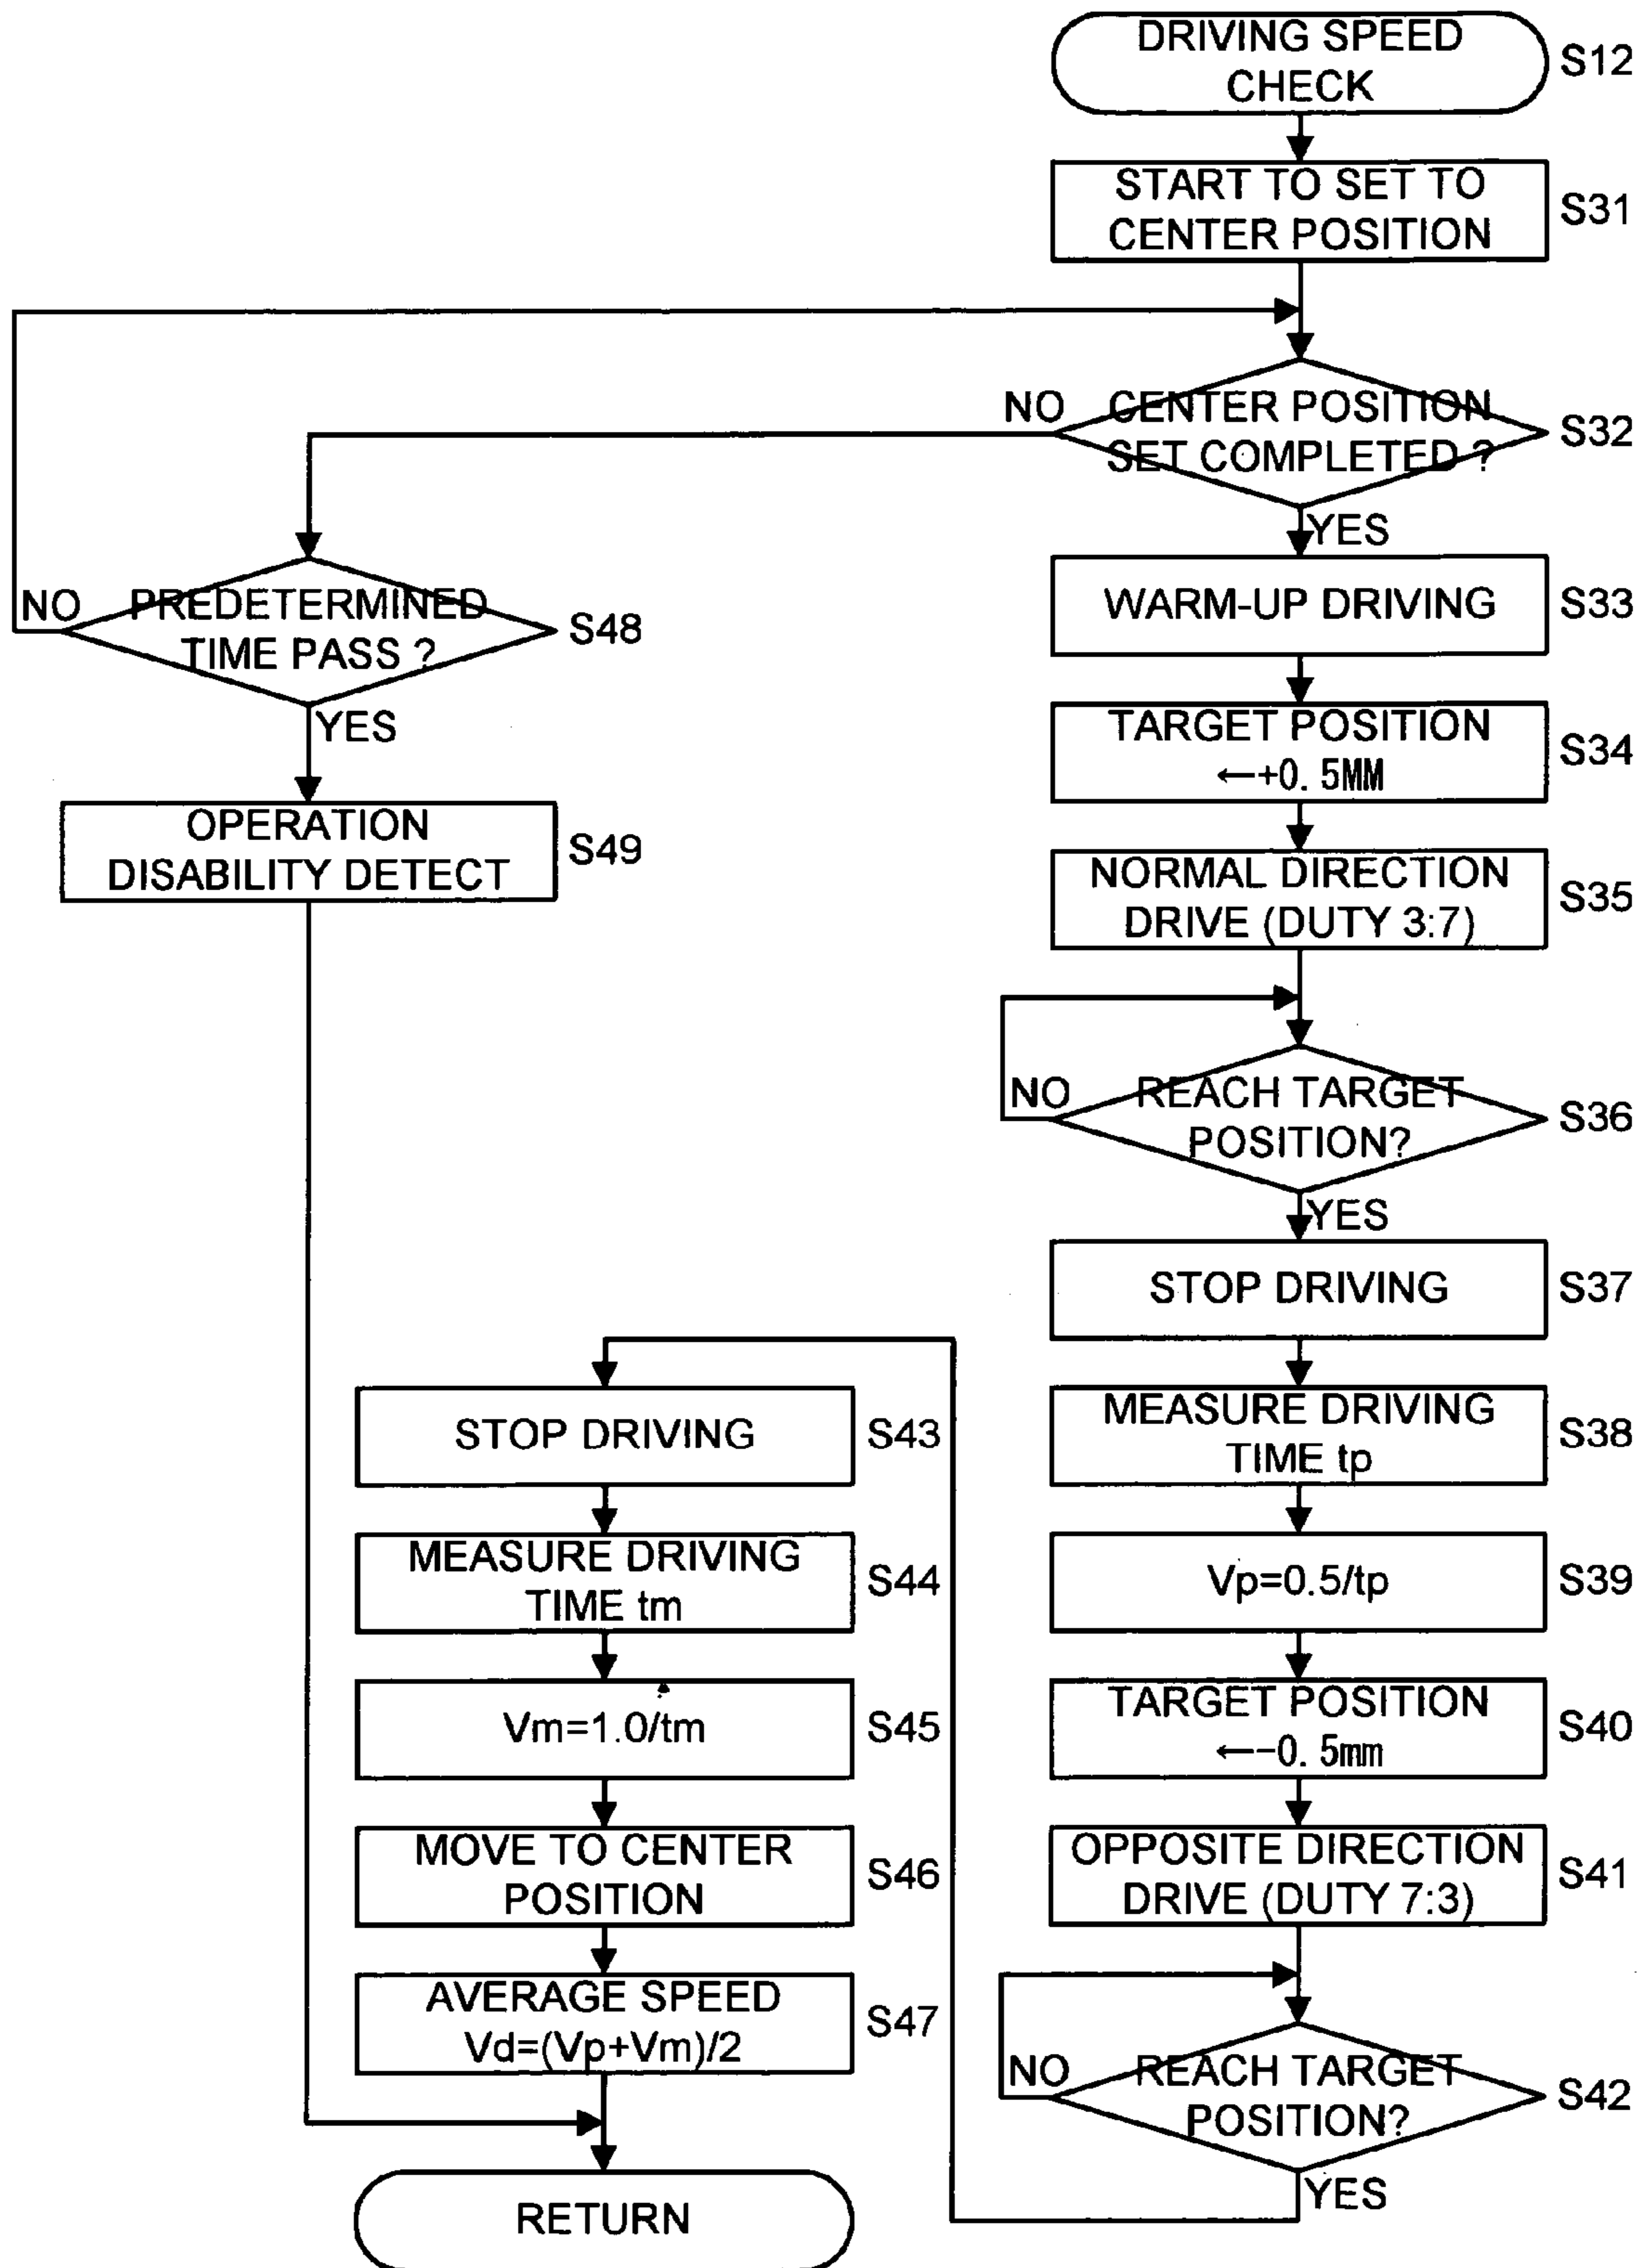 DRIVING SPEED
CHECK
S12
START TO SET TO
CENTER POSITION
S31
NO
CENTER POSITION
SET COMPLETED ?
S32
YES
WARM-UP DRIVING
S33
NO
PREDETERMINED
TIME PASS ?
S48
YES
TARGET POSITION
←+0. 5MM
S34
OPERATION
DISABILITY DETECT
S49
NORMAL DIRECTION
DRIVE (DUTY 3:7)
S35
NO
REACH TARGET
POSITION?
S36
YES
STOP DRIVING
S37
MEASURE DRIVING
TIME tp
S38
Vp=0.5/tp
S39
TARGET POSITION
←-0. 5mm
S40
OPPOSITE DIRECTION
DRIVE (DUTY 7:3)
S41
NO
REACH TARGET
POSITION?
S42
YES
STOP DRIVING
S43
MEASURE DRIVING
TIME tm
S44
Vm=1.0/tm
S45
MOVE TO CENTER
POSITION
S46
AVERAGE SPEED
Vd=(Vp+Vm)/2
S47
RETURN